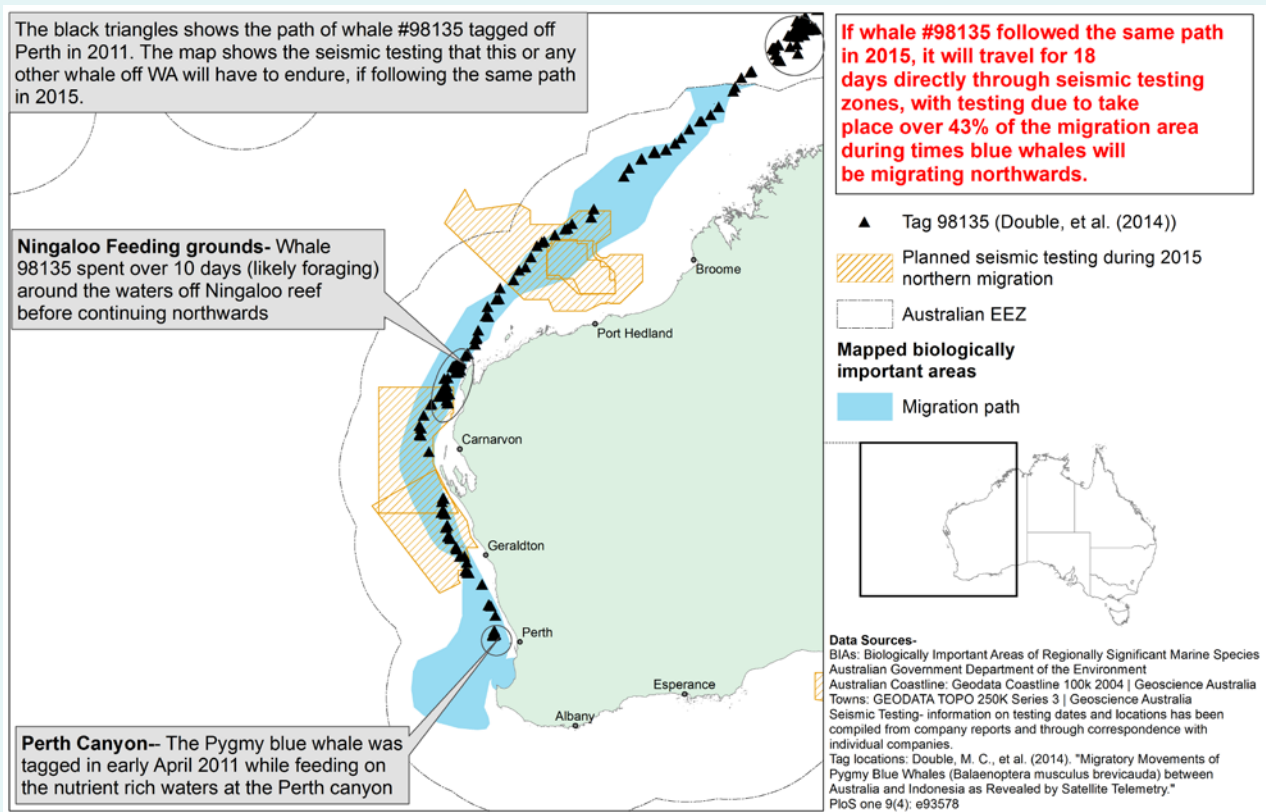 The black triangles shows the path of whale #98135 tagged off
Perth in 2011. The map shows the seismic testing that this or any
other whale off WA will have to endure, if following the same path
in 2015.
If whale #98135 followed the same path
in 2015, it will travel for 18
days directly through seismic testing
zones, with testing due to take
place over 43% of the migration area
during times blue whales will
be migrating northwards.
Ningaloo Feeding grounds- Whale
98135 spent over 10 days (likely foraging)
around the waters off Ningaloo reef
before continuing northwards
Broome
Port Hedland
Carnarvon
Geraldton
Perth
Esperance
Albany
Perth Canyon-- The Pygmy blue whale was
tagged in early April 2011 while feeding on
the nutrient rich waters at the Perth canyon
Tag 98135 (Double, et al. (2014))
Planned seismic testing during 2015
northern migration
Australian EEZ
Mapped biologically
important areas
Migration path
Data Sources-
BIAs: Biologically Important Areas of Regionally Significant Marine Species
Australian Government Department of the Environment
Australian Coastline: Geodata Coastline 100k 2004 | Geoscience Australia
Towns: GEODATA TOPO 250K Series 3 | Geoscience Australia
Seismic Testing- information on testing dates and locations has been
compiled from company reports and through correspondence with
individual companies.
Tag locations: Double, M. C., et al. (2014). "Migratory Movements of
Pygmy Blue Whales (Balaenoptera musculus brevicauda) between
Australia and Indonesia as Revealed by Satellite Telemetry."
PloS one 9(4): e93578